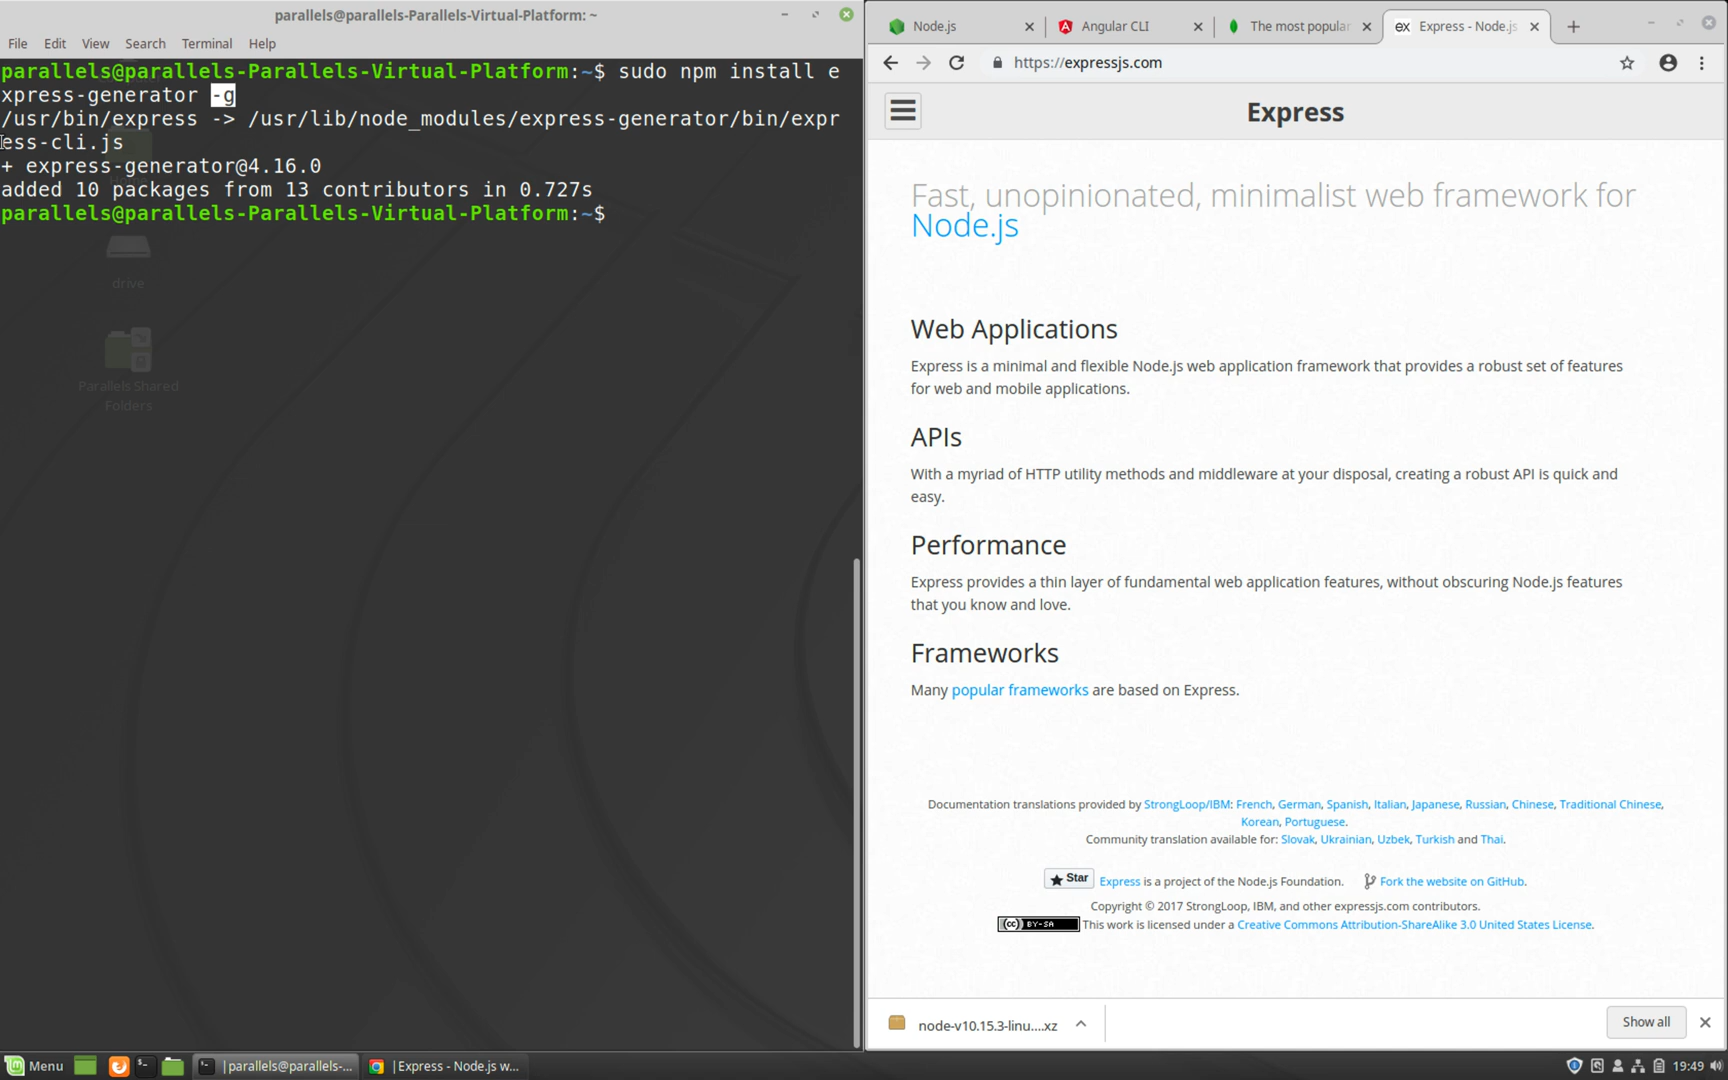 parallels@parallels-Parallels-Virtual-Platform: ~
File Edit View Search Terminal Help
parallels@parallels-Parallels-Virtual-Platform:~$ sudo npm install e
xpress-generator -g
/usr/bin/express -> /usr/lib/node_modules/express-generator/bin/expr
ess-cli.js
+ express-generator@4.16.0
added 10 packages from 13 contributors in 0.727s
parallels@parallels-Parallels-Virtual-Platform:~$
drive
Parallels Shared
Folders
Node.js
Angular CLI
The most popular
Express - Node.js
https://expressjs.com
Express
Fast, unopinionated, minimalist web framework for
Node.js
Web Applications
Express is a minimal and flexible Node.js web application framework that provides a robust set of features
for web and mobile applications.
APIs
With a myriad of HTTP utility methods and middleware at your disposal, creating a robust API is quick and
easy.
Performance
Express provides a thin layer of fundamental web application features, without obscuring Node.js features
that you know and love.
Frameworks
Many popular frameworks are based on Express.
Documentation translations provided by StrongLoop/IBM: French, German, Spanish, Italian, Japanese, Russian, Chinese, Traditional Chinese,
Korean, Portuguese.
Community translation available for: Slovak, Ukrainian, Uzbek, Turkish and Thai.
Star Express is a project of the Node.js Foundation. Fork the website on GitHub.
Copyright © 2017 StrongLoop, IBM, and other expressjs.com contributors.
(cc) BY-SA This work is licensed under a Creative Commons Attribution-ShareAlike 3.0 United States License.
node-v10.15.3-linu....xz
Show all
Menu
parallels@parallels-...
Express - Node.js w...
19:49